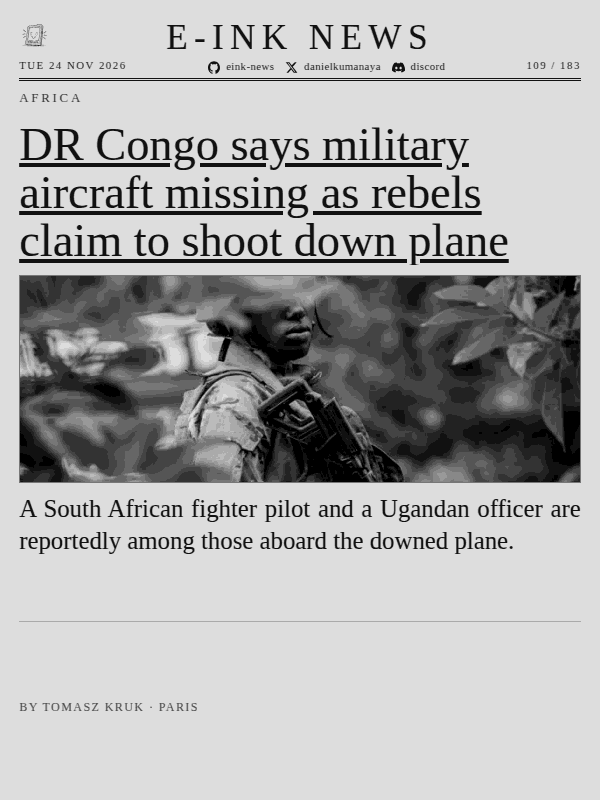 E-INK NEWS
TUE 24 NOV 2026
eink-news
danielkumanaya
discord
109 / 183
AFRICA
DR Congo says military
aircraft missing as rebels
claim to shoot down plane
A South African fighter pilot and a Ugandan officer are
reportedly among those aboard the downed plane.
BY TOMASZ KRUK · PARIS